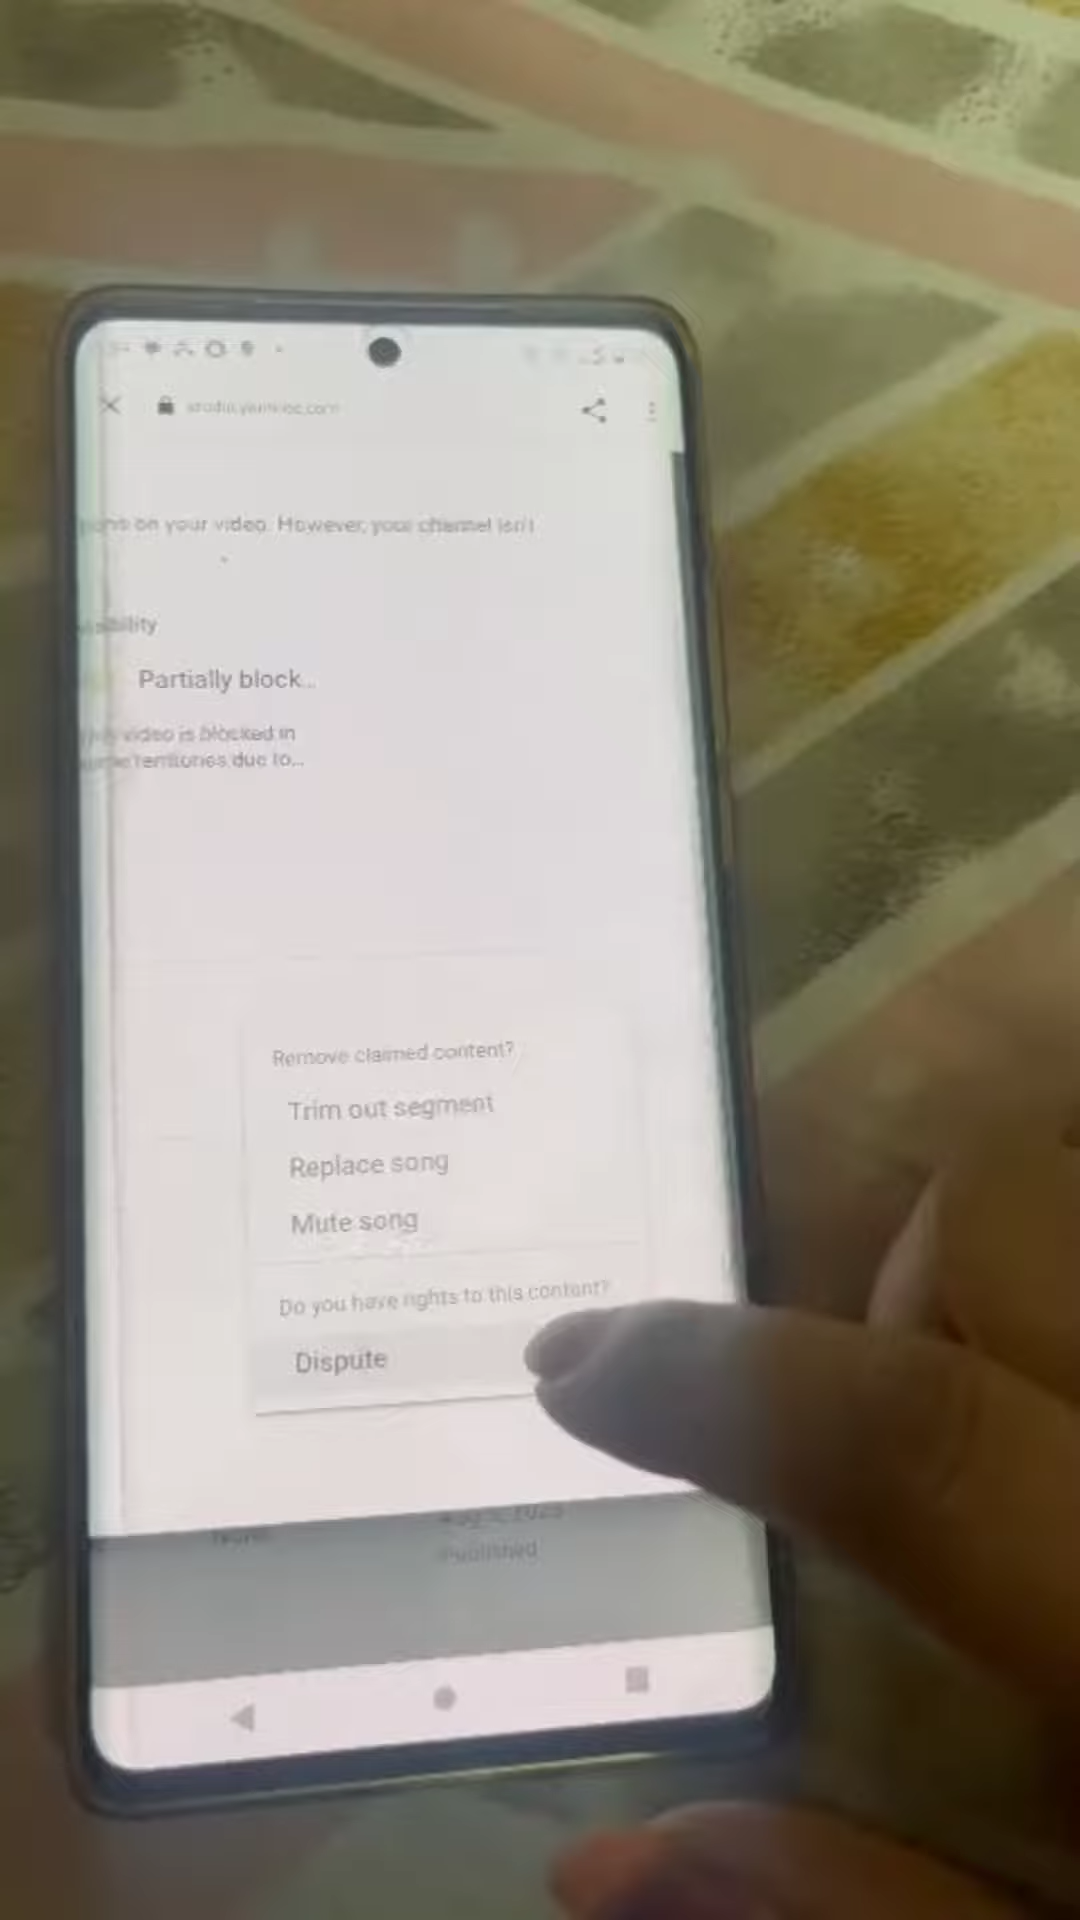 on your video. However, your channel isn't
Partially block...
video is blocked in
territories due to...
Remove claimed content?
Trim out segment
Replace song
Mute song
Do you have rights to this content?
Dispute
Published